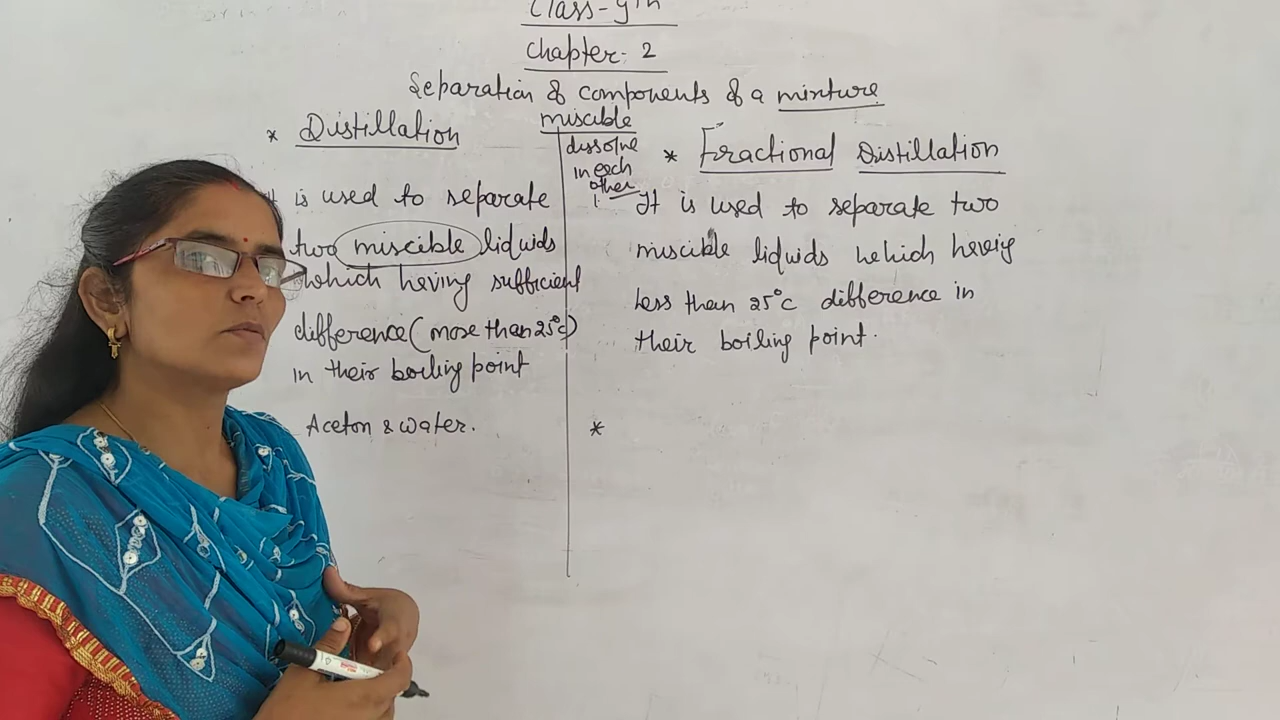 Class-9th
Chapter: 2
Separation of components of a mixture
* Distillation
It is used to separate
two miscible liquids
which having sufficient
difference (more than 25°c)
in their boiling point
Aceton & water.
miscible
dissolve
in each
other
* Fractional Distillation
It is used to separate two
miscible liquids which having
less than 25°c difference in
their boiling point.
*